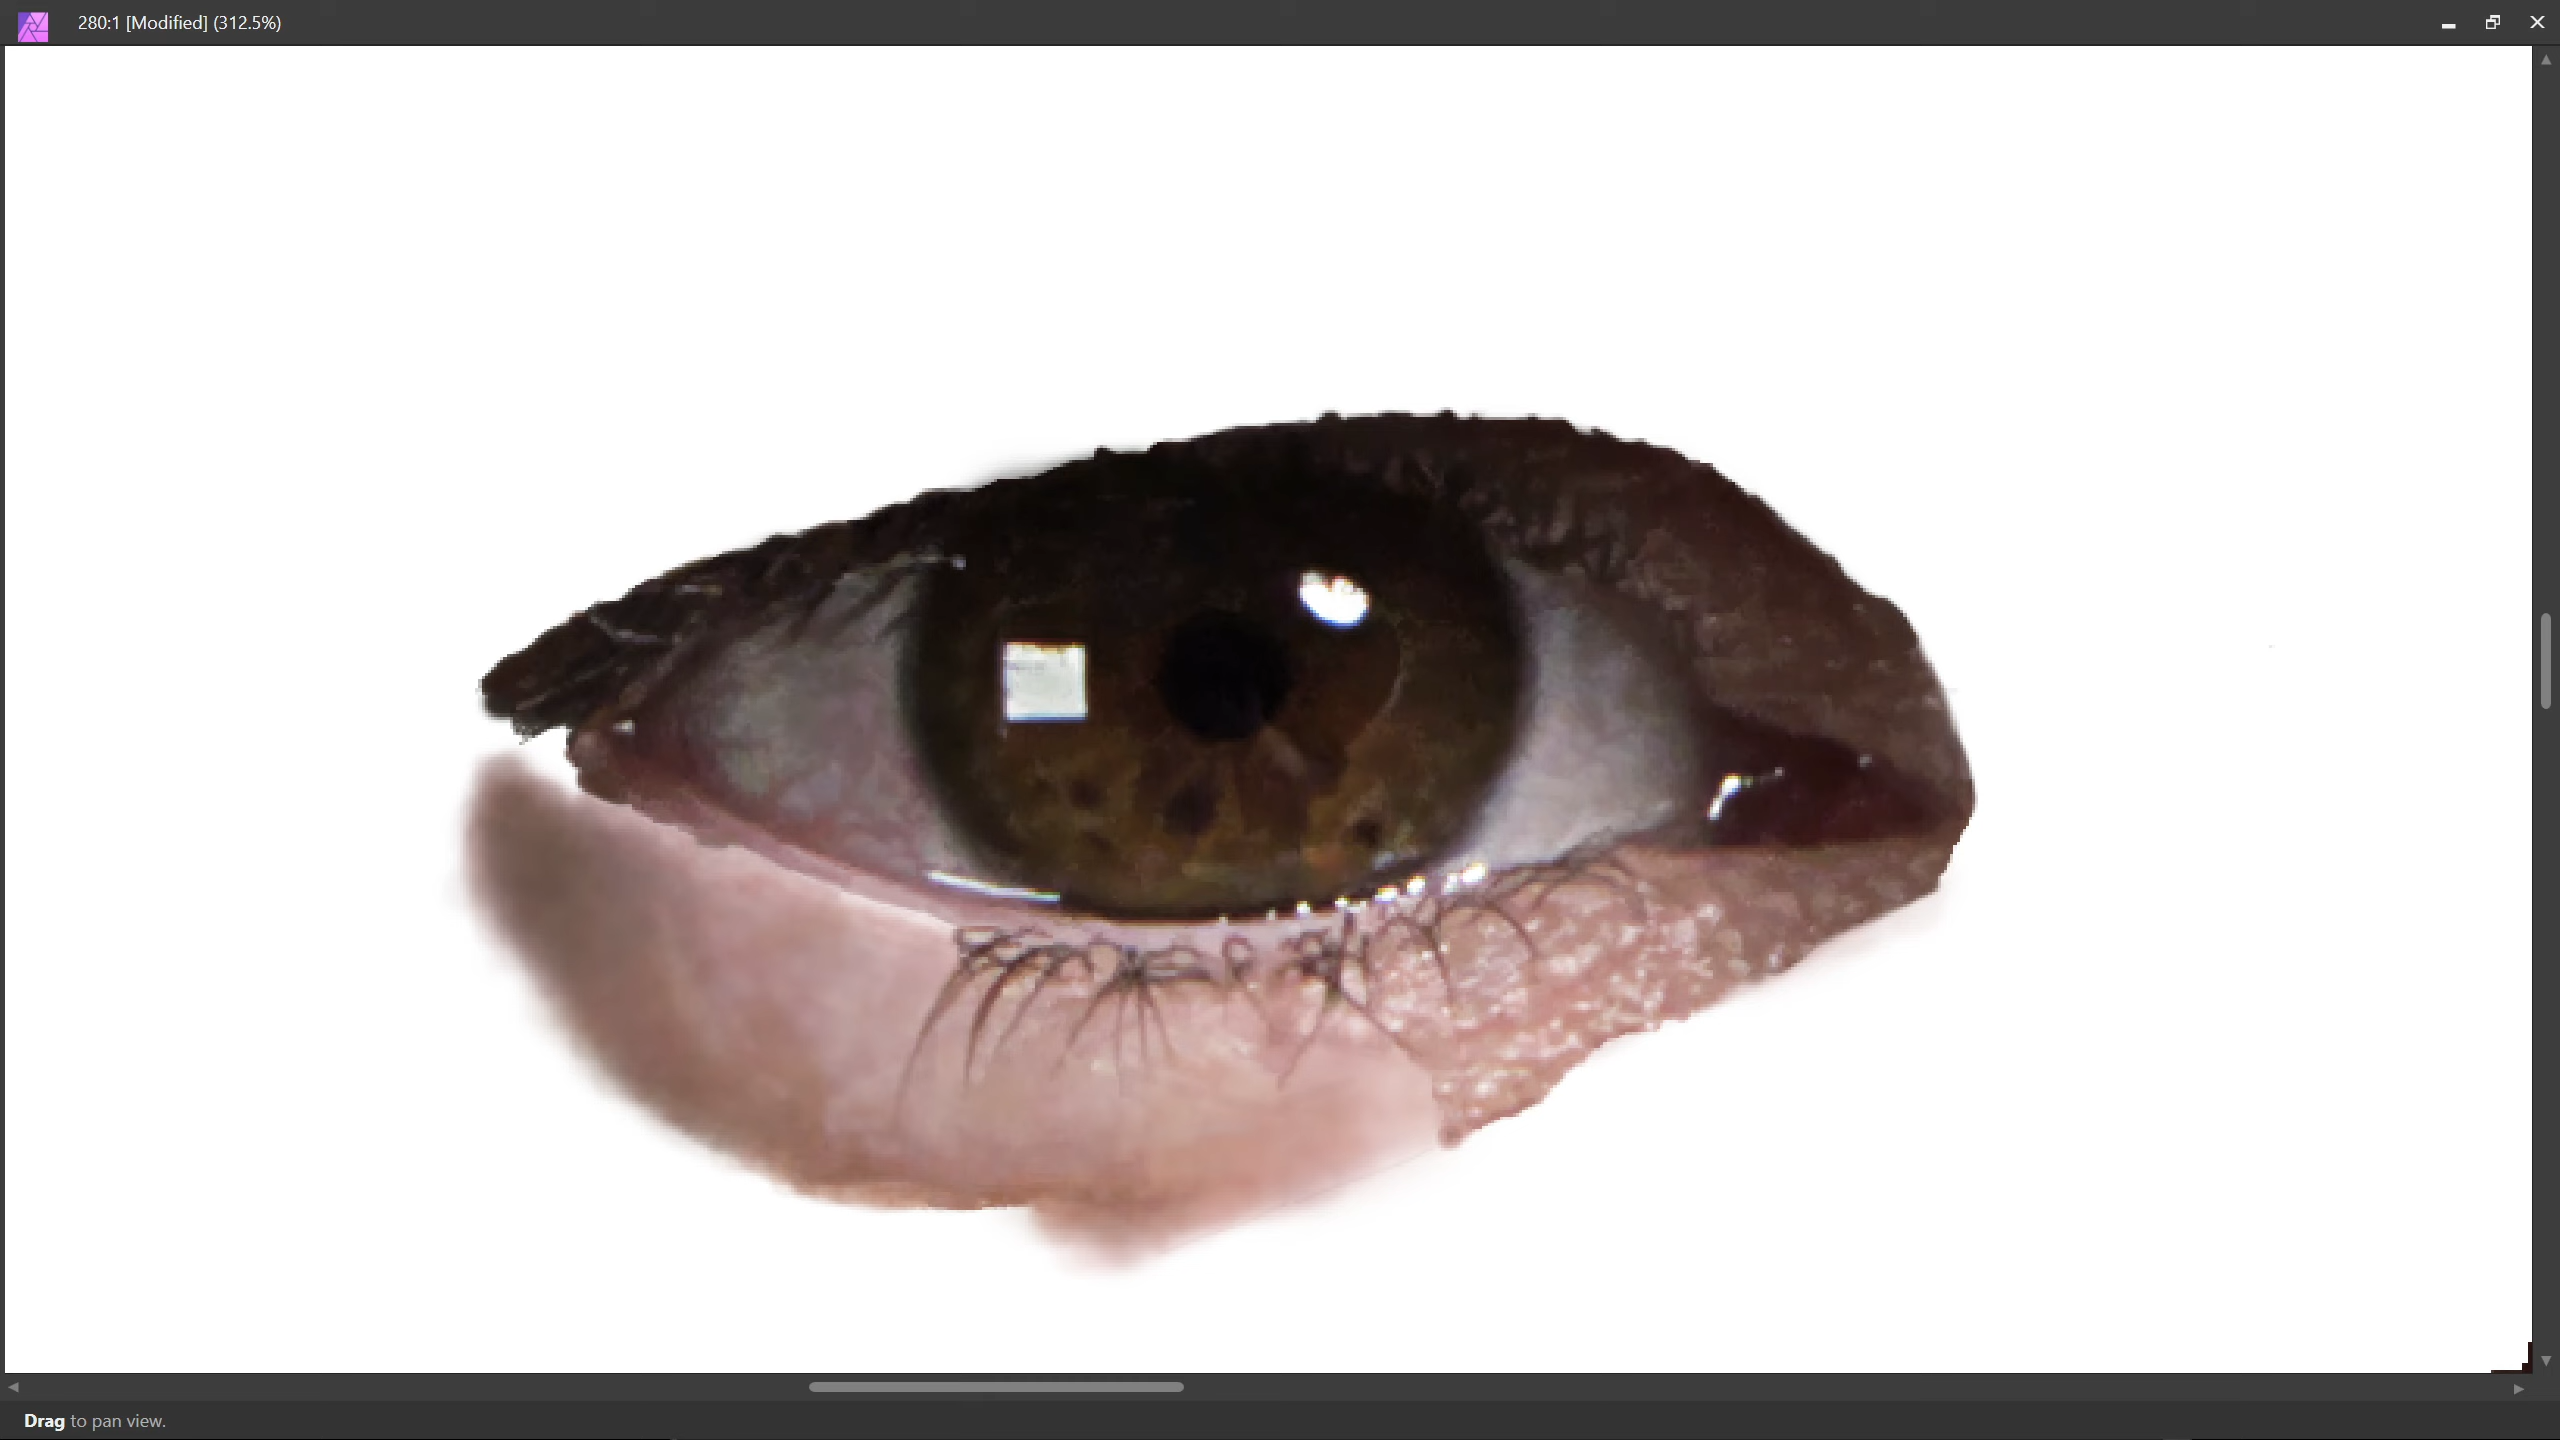 280:1 [Modified] (312.5%)
Drag to pan view.